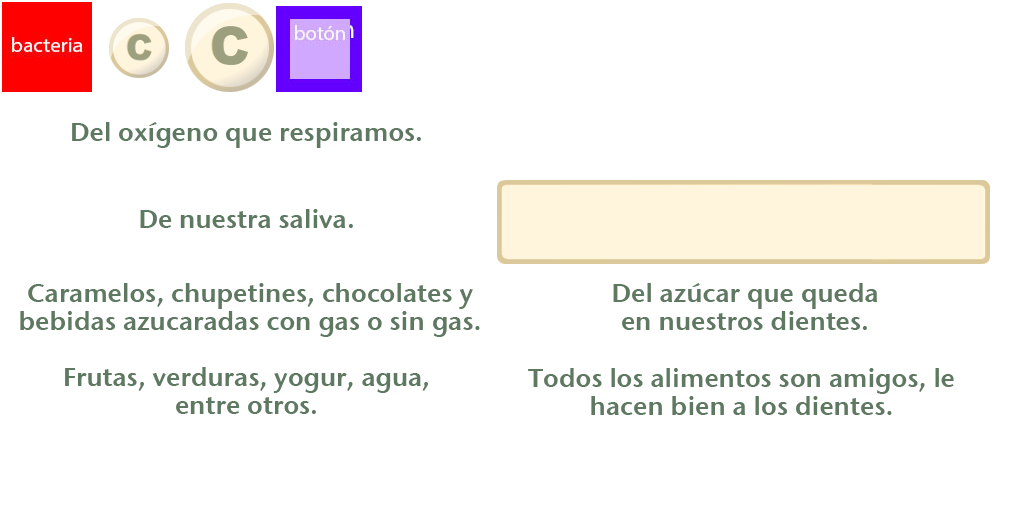 bacteria
C
C
botón
Del oxígeno que respiramos.
De nuestra saliva.
Caramelos, chupetines, chocolates y
bebidas azucaradas con gas o sin gas.
Del azúcar que queda
en nuestros dientes.
Frutas, verduras, yogur, agua,
entre otros.
Todos los alimentos son amigos, le
hacen bien a los dientes.